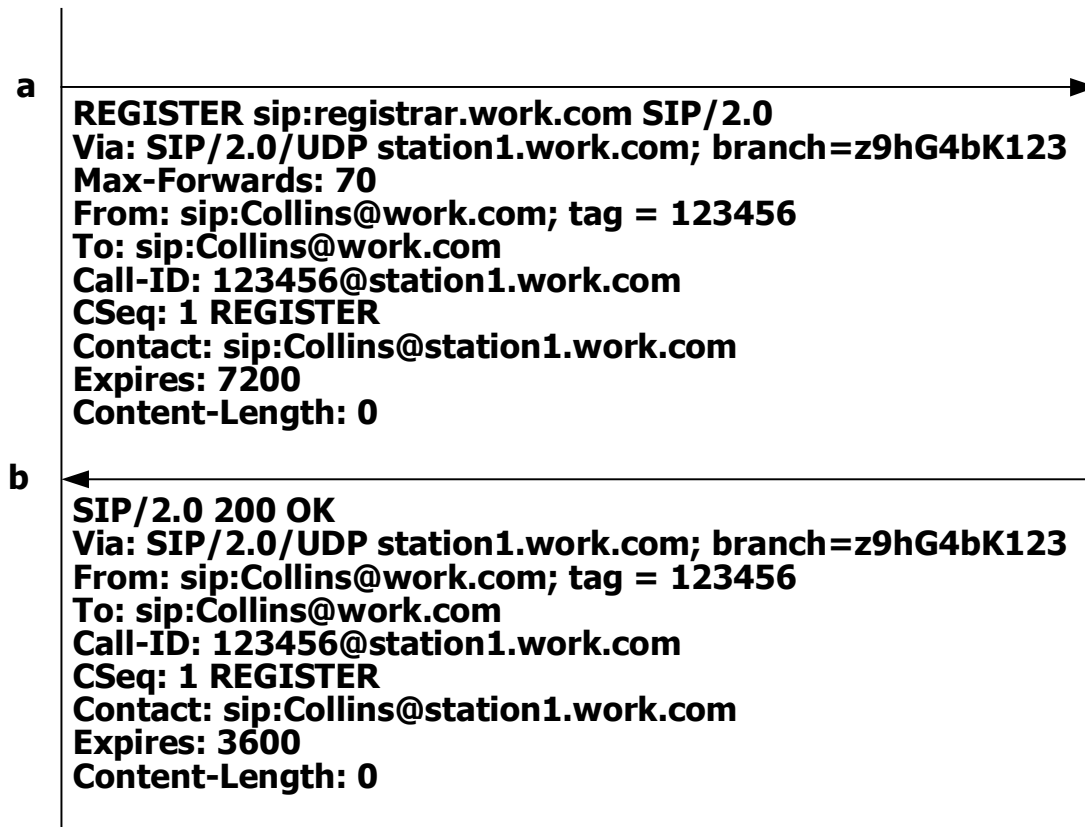 a
REGISTER sip:registrar.work.com SIP/2.0
Via: SIP/2.0/UDP station1.work.com; branch=z9hG4bK123
Max-Forwards: 70
From: sip:Collins@work.com; tag = 123456
To: sip:Collins@work.com
Call-ID: 123456@station1.work.com
CSeq: 1 REGISTER
Contact: sip:Collins@station1.work.com
Expires: 7200
Content-Length: 0
b
SIP/2.0 200 OK
Via: SIP/2.0/UDP station1.work.com; branch=z9hG4bK123
From: sip:Collins@work.com; tag = 123456
To: sip:Collins@work.com
Call-ID: 123456@station1.work.com
CSeq: 1 REGISTER
Contact: sip:Collins@station1.work.com
Expires: 3600
Content-Length: 0